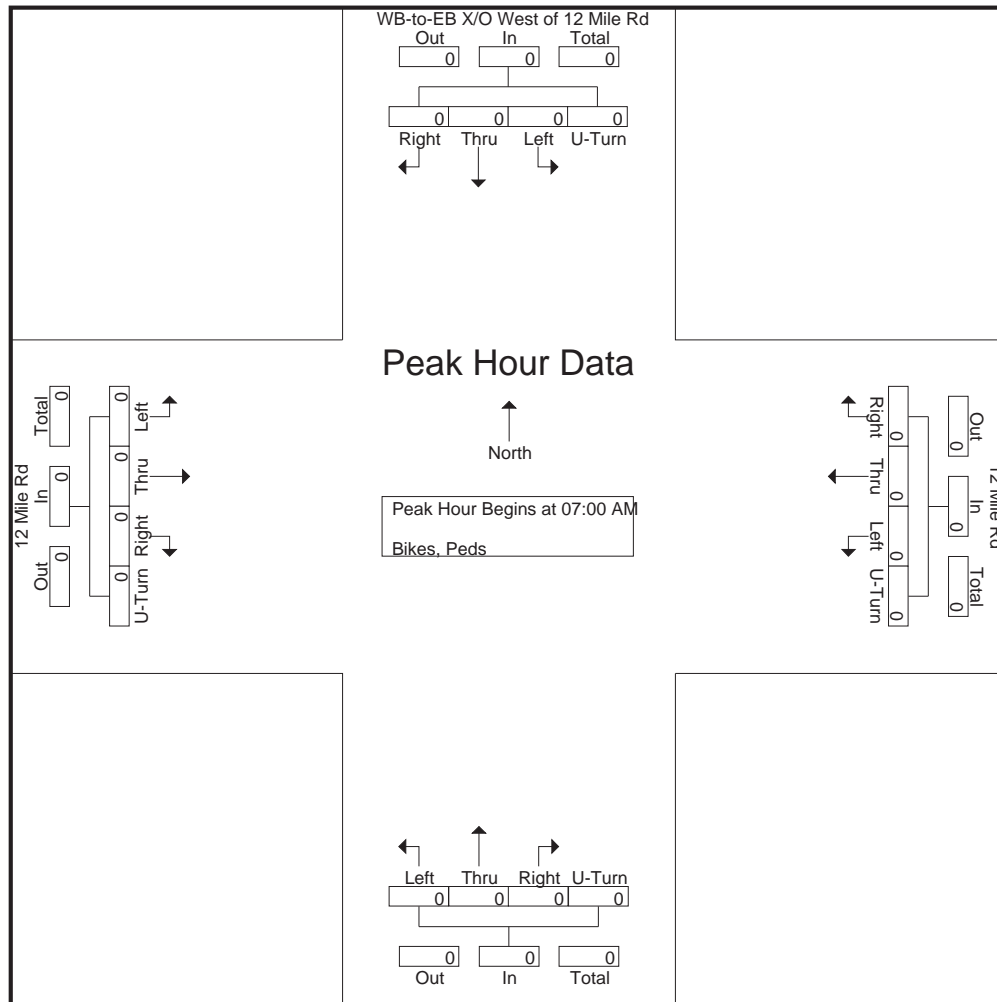 WB-to-EB X/O West of 12 Mile Rd
Out In Total
0 0 0
0 0 0 0
Right Thru Left U-Turn
Peak Hour Data
North
Peak Hour Begins at 07:00 AM
Bikes, Peds
12 Mile Rd
Out In Total
0 0 0
0 0 0 0
U-Turn Right Thru Left
12 Mile Rd
Out In Total
0 0 0
0 0 0 0
Right Thru Left U-Turn
Left Thru Right U-Turn
0 0 0 0
0 0 0
Out In Total